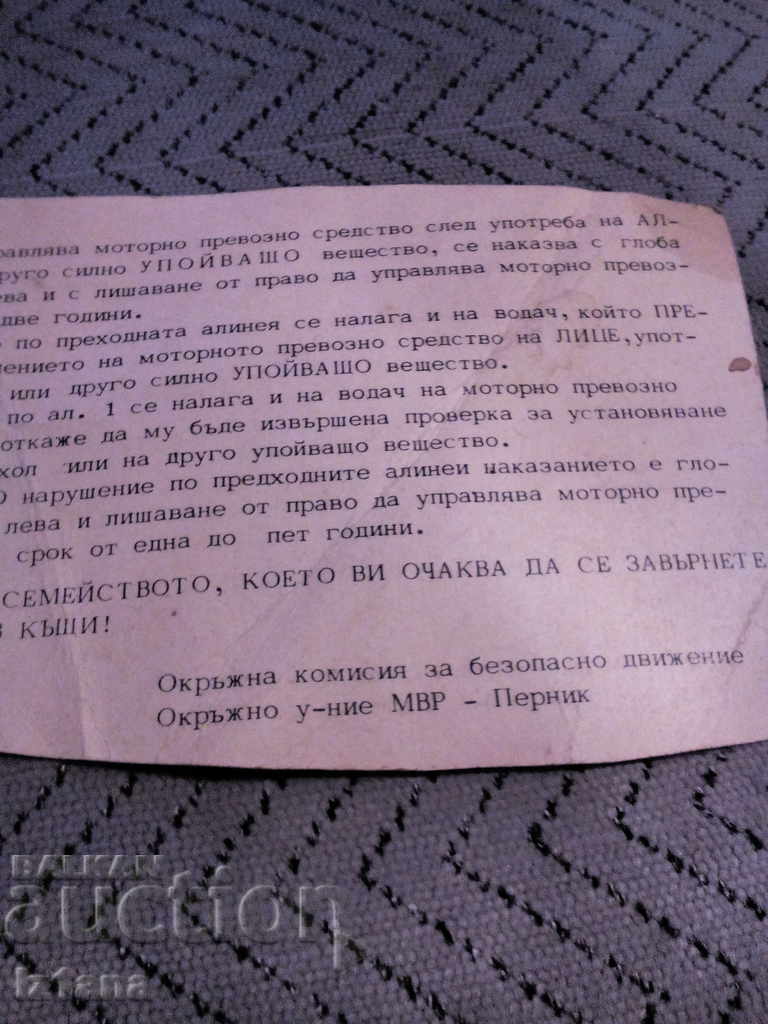 равлява моторно превозно средство след употреба на АЛ-
друго силно УПОЙВАЩО вещество, се наказва с глоба
ева и с лишаване от право да управлява моторно превоз-
две години.
по преходната алинея се налага и на водач, който ПРЕ-
ението на моторното превозно средство на ЛИЦЕ, упот-
или друго силно УПОЙВАЩО вещество.
по ал. 1 се налага и на водач на моторно превозно
откаже да му бъде извършена проверка за установяване
хол или на друго упойващо вещество.
О нарушение по предходните алинеи наказанието е гло-
лева и лишаване от право да управлява моторно пре-
срок от една до пет години.
СЕМЕЙСТВОТО, КОЕТО ВИ ОЧАКВА ДА СЕ ЗАВЪРНЕТЕ
В КЪЩИ!
Окръжна комисия за безопасно движение
Окръжно у-ние МВР - Перник
BALKAN
auction
Iztana